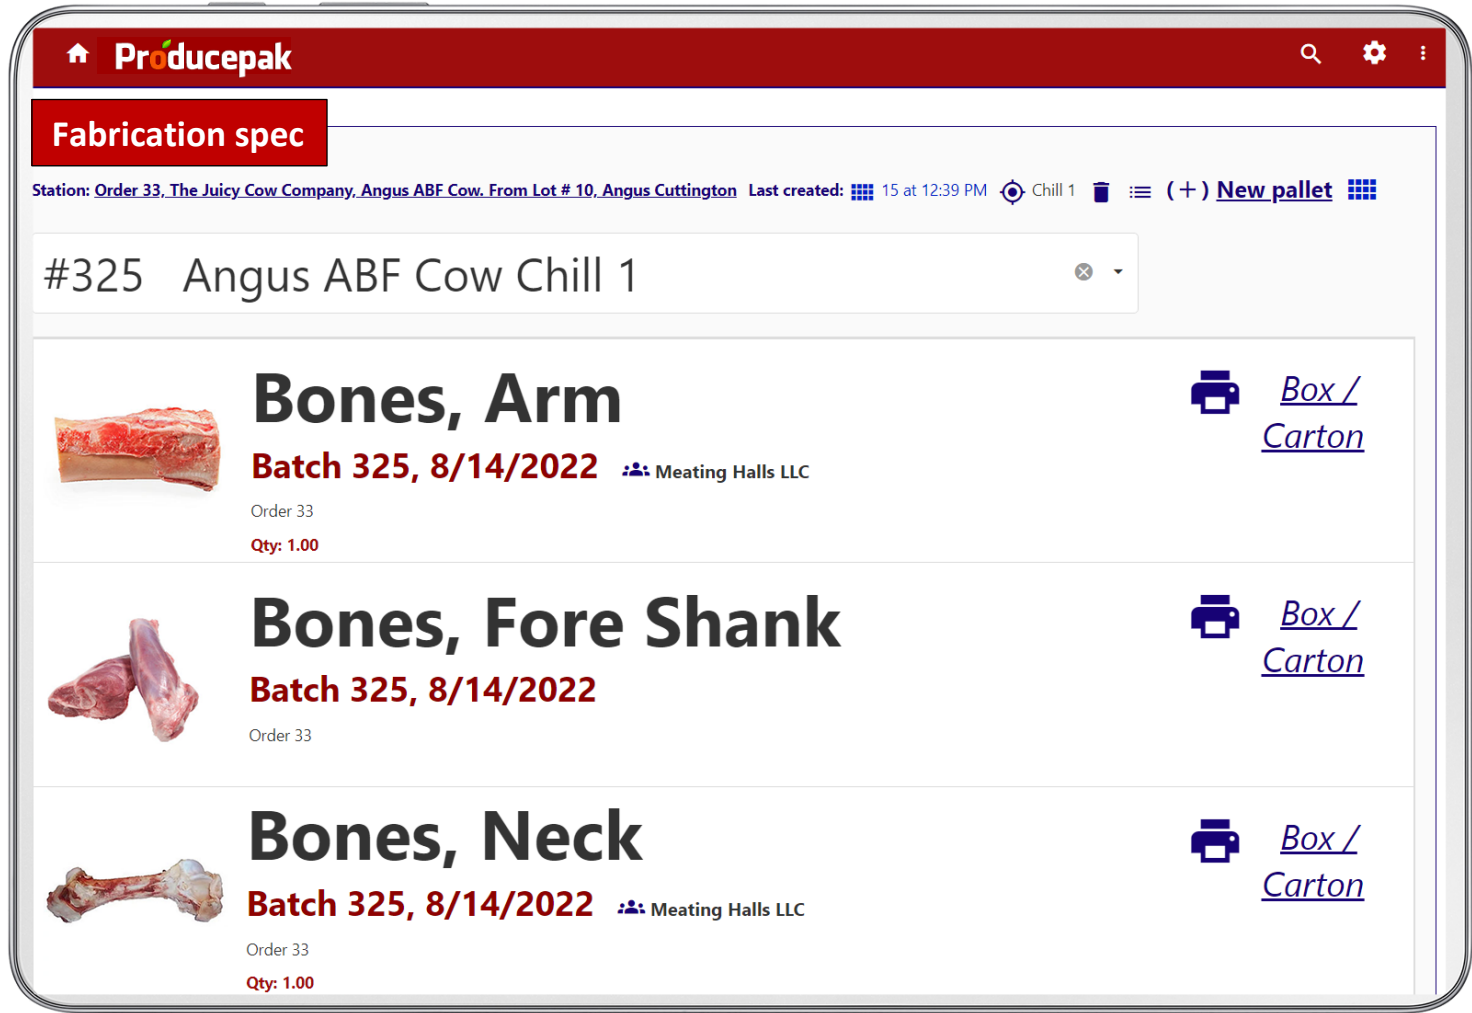 Producepak
Fabrication spec
Station: Order 33, The Juicy Cow Company, Angus ABF Cow. From Lot # 10, Angus Cuttington Last created: 15 at 12:39 PM Chill 1 (+) New pallet
#325 Angus ABF Cow Chill 1
Bones, Arm
Batch 325, 8/14/2022 Meating Halls LLC
Order 33
Qty: 1.00
Box /
Carton
Bones, Fore Shank
Batch 325, 8/14/2022
Order 33
Box /
Carton
Bones, Neck
Batch 325, 8/14/2022 Meating Halls LLC
Order 33
Qty: 1.00
Box /
Carton